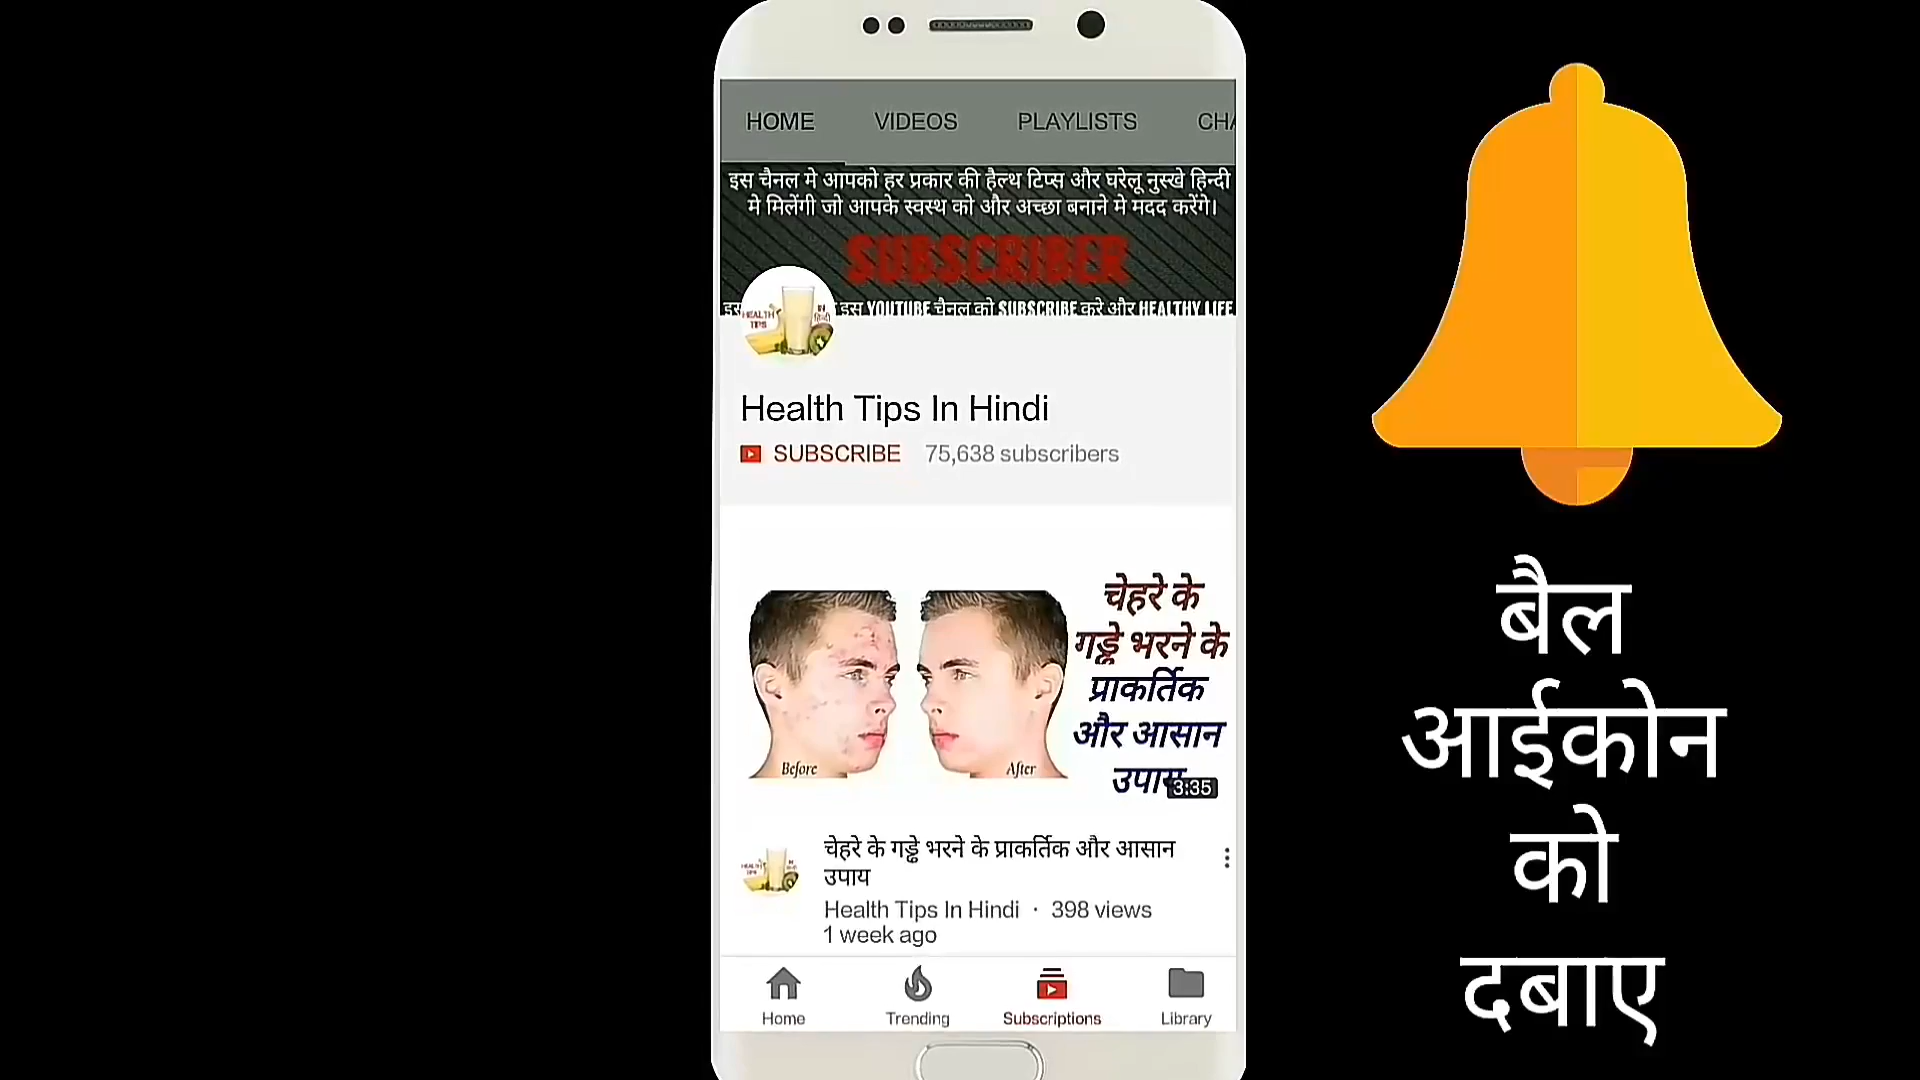 HOME VIDEOS PLAYLISTS
इस चैनल मे आपको हर प्रकार की हैल्थ टिप्स और घरेलू नुस्खे हिन्दी
मे मिलेंगी जो आपके स्वस्थ को और अच्छा बनाने मे मदद करेंगे।
SUBSCRIBER
इस YOUTUBE चैनल को SUBSCRIBE करे और HEALTHY LIFE
HEALTH TIPS IN हिन्दी
Health Tips In Hindi
SUBSCRIBE 75,638 subscribers
चेहरे के
गड्ढे भरने के
प्राकर्तिक
और आसान
उपाय
Before
After
3:35
चेहरे के गड्ढे भरने के प्राकर्तिक और आसान
उपाय
Health Tips In Hindi · 398 views
1 week ago
Home Trending Subscriptions Library
बैल
आईकोन
को
दबाए